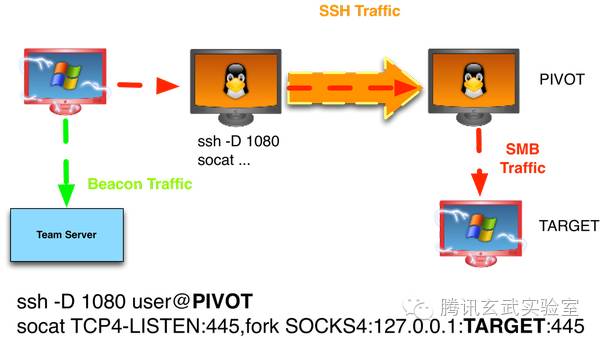 SSH Traffic
PIVOT
ssh -D 1080
socat ...
Beacon Traffic
SMB
Traffic
Team Server
TARGET
ssh -D 1080 user@PIVOT
腾讯玄武实验室
socat TCP4-LISTEN:445,fork SOCKS4:127.0.0.1:TARGET:445